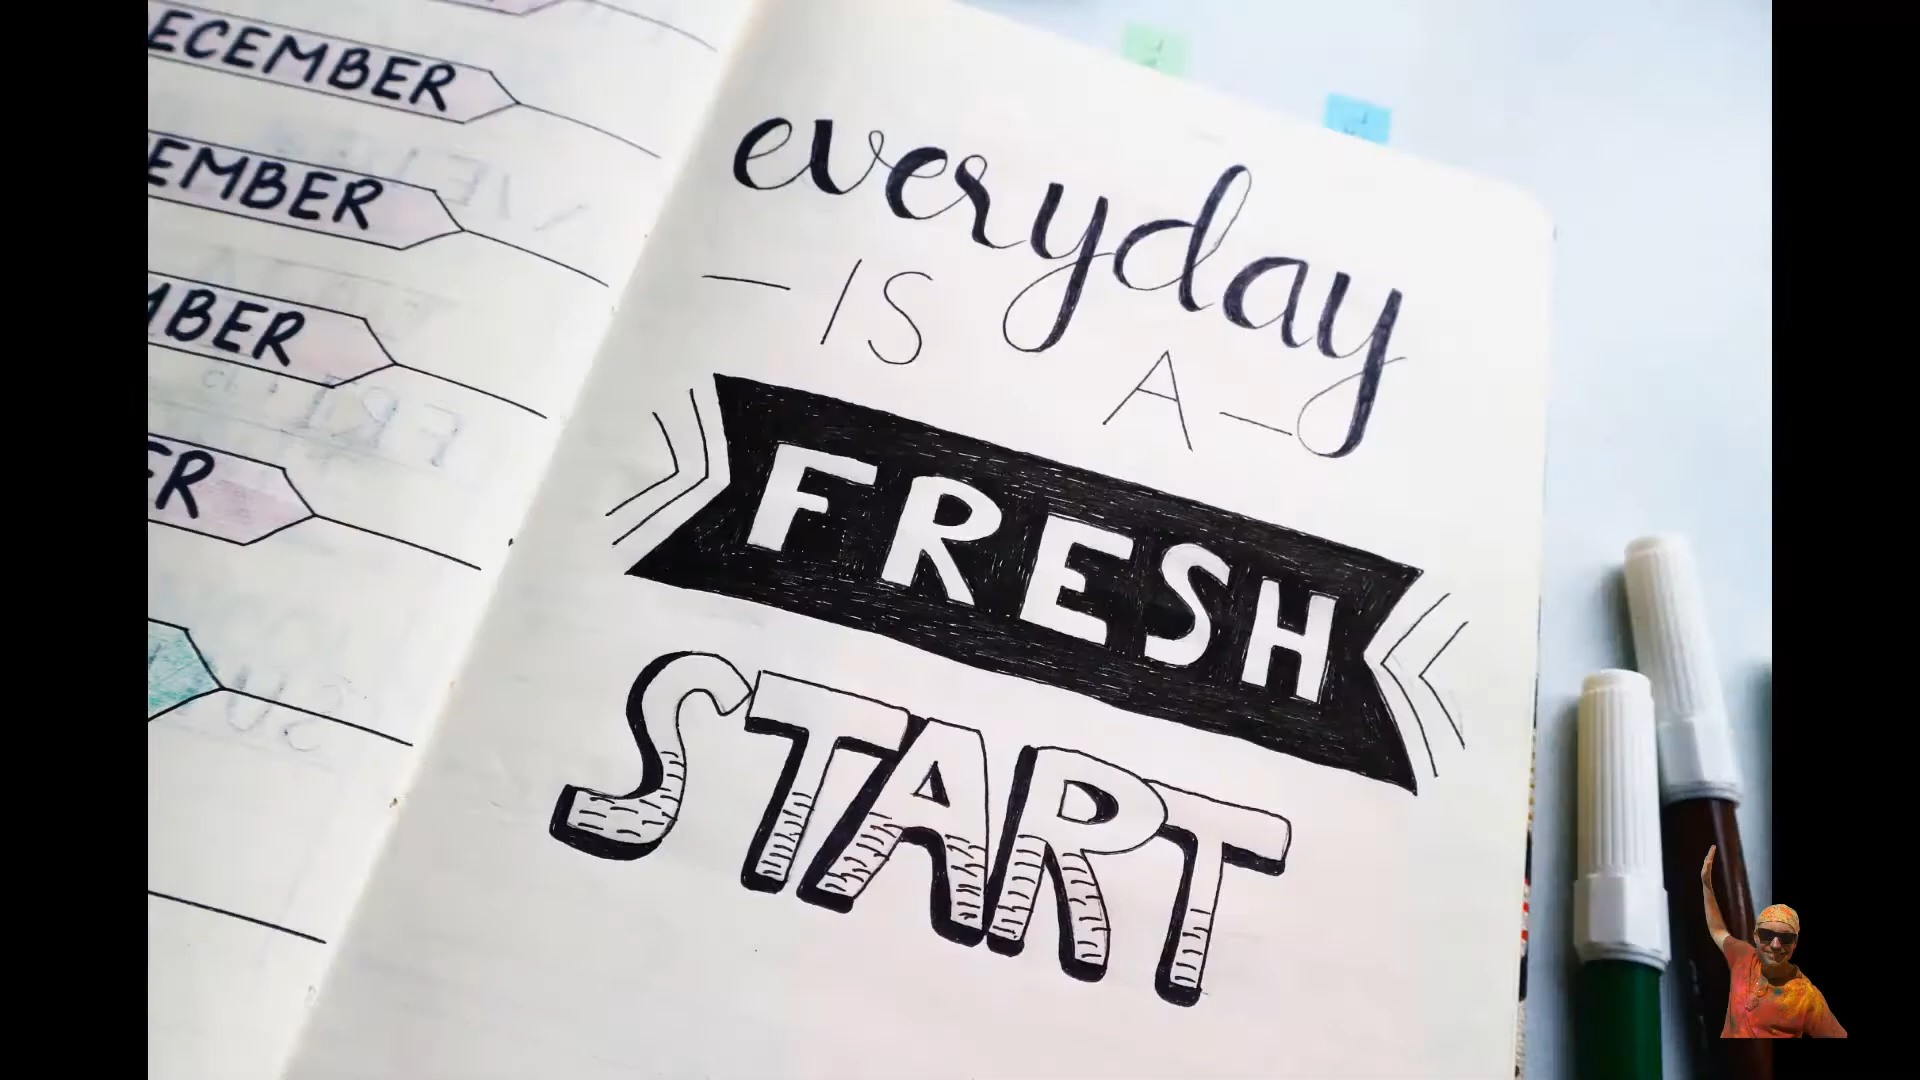 ECEMBER
EMBER
MBER
ER
everyday
— IS A —
FRESH
START